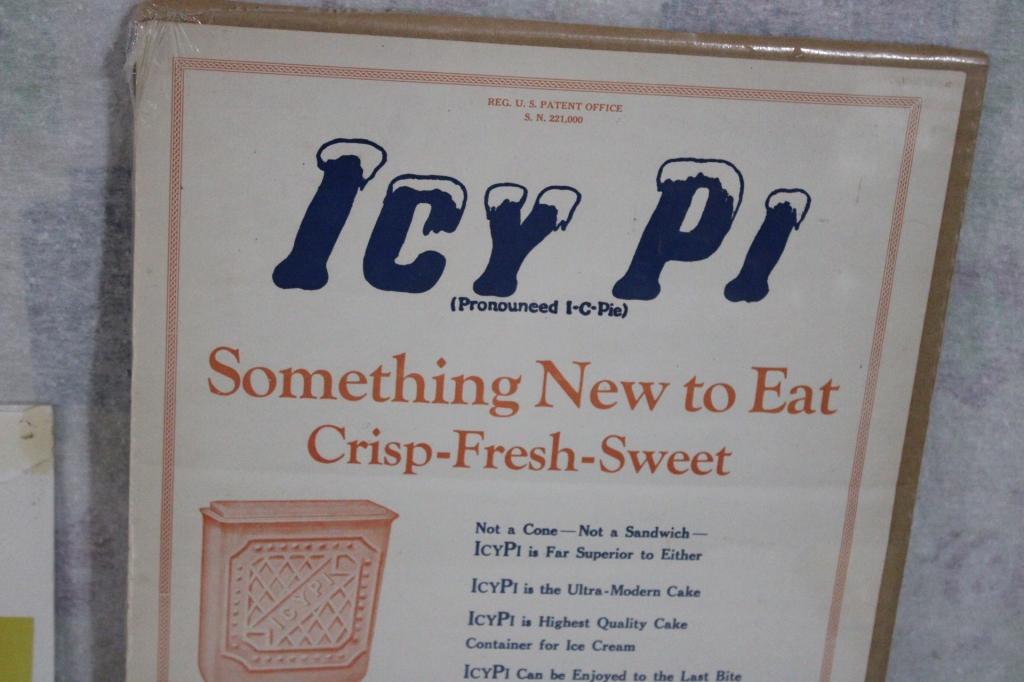 REG. U. S. PATENT OFFICE
S. N. 221,000
ICY PI
(Pronouneed I-C-Pie)
Something New to Eat
Crisp-Fresh-Sweet
ICYPI
Not a Cone—Not a Sandwich—
ICYPI is Far Superior to Either
ICYPI is the Ultra-Modern Cake
ICYPI is Highest Quality Cake
Container for Ice Cream
ICYPI Can be Enjoyed to the Last Bite